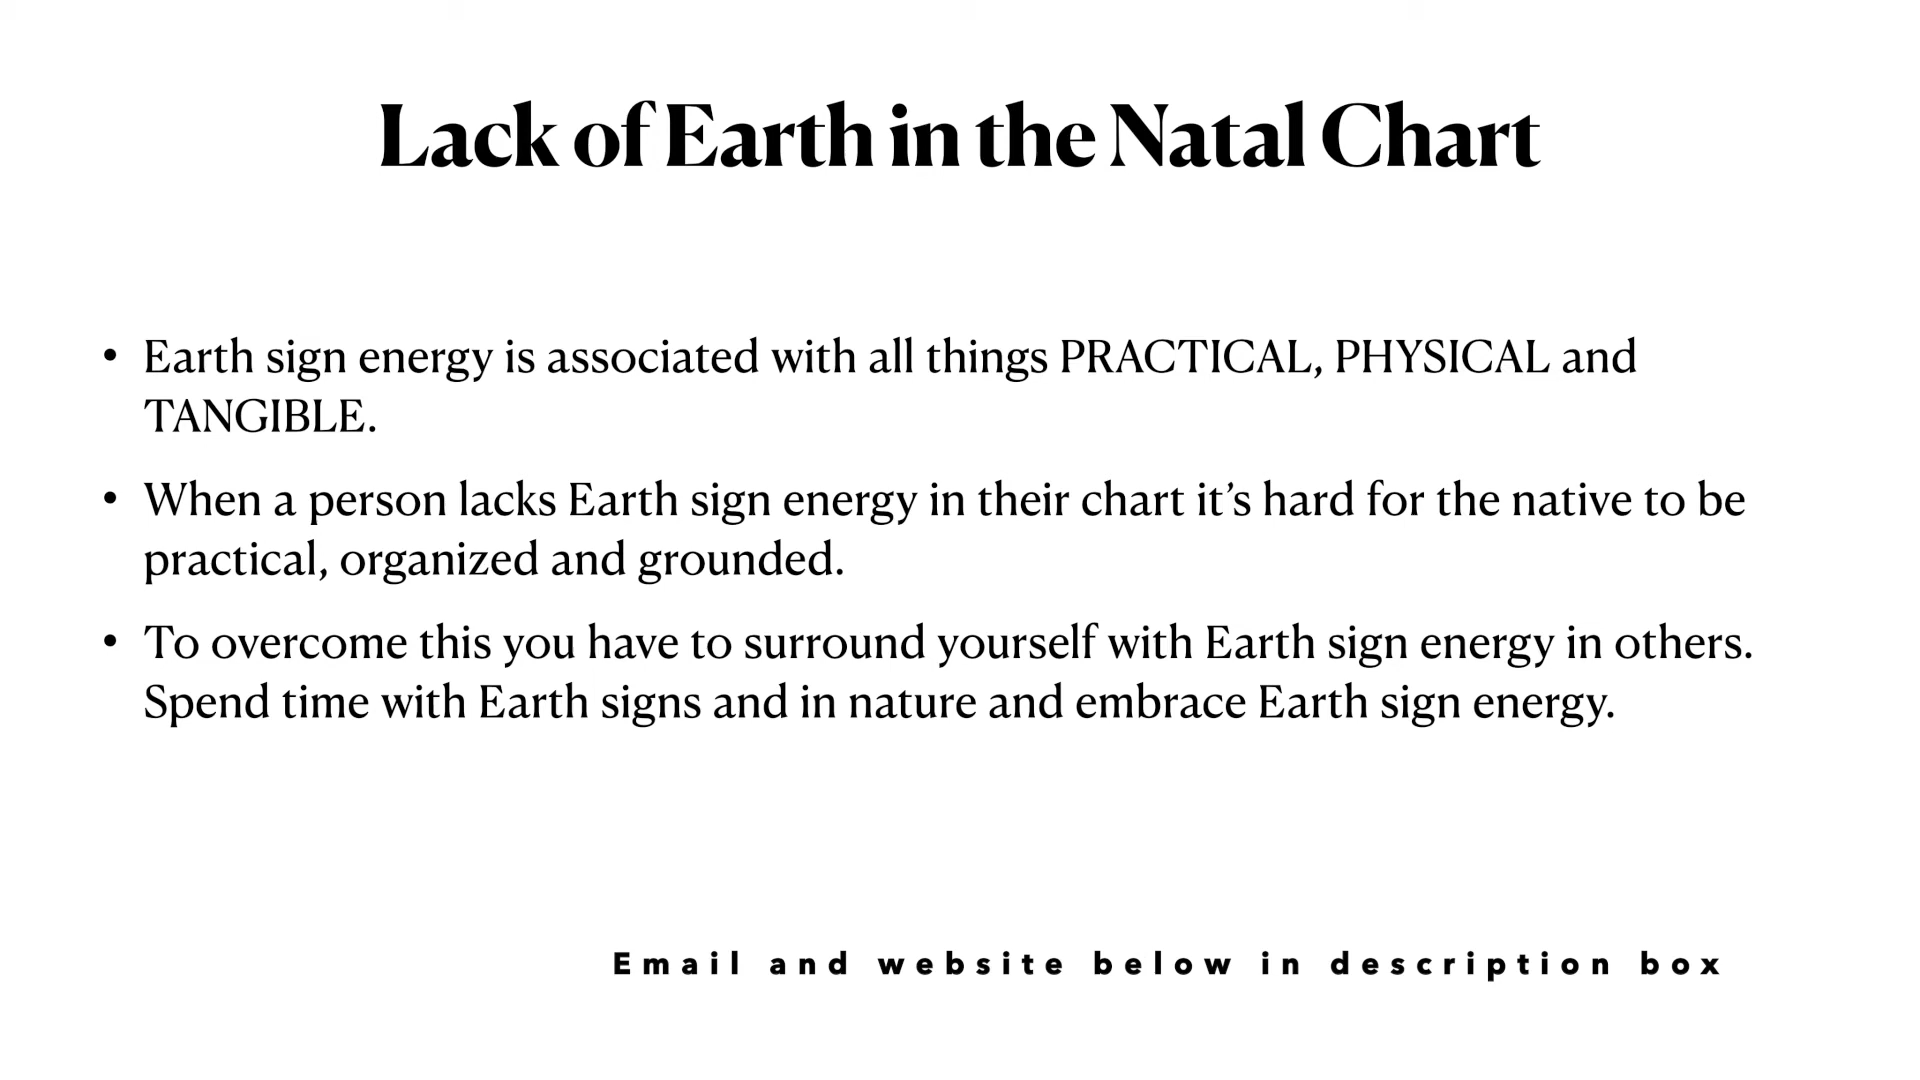 Lack of Earth in the Natal Chart
• Earth sign energy is associated with all things PRACTICAL, PHYSICAL and
TANGIBLE.
• When a person lacks Earth sign energy in their chart it’s hard for the native to be
practical, organized and grounded.
• To overcome this you have to surround yourself with Earth sign energy in others.
Spend time with Earth signs and in nature and embrace Earth sign energy.
Email and website below in description box